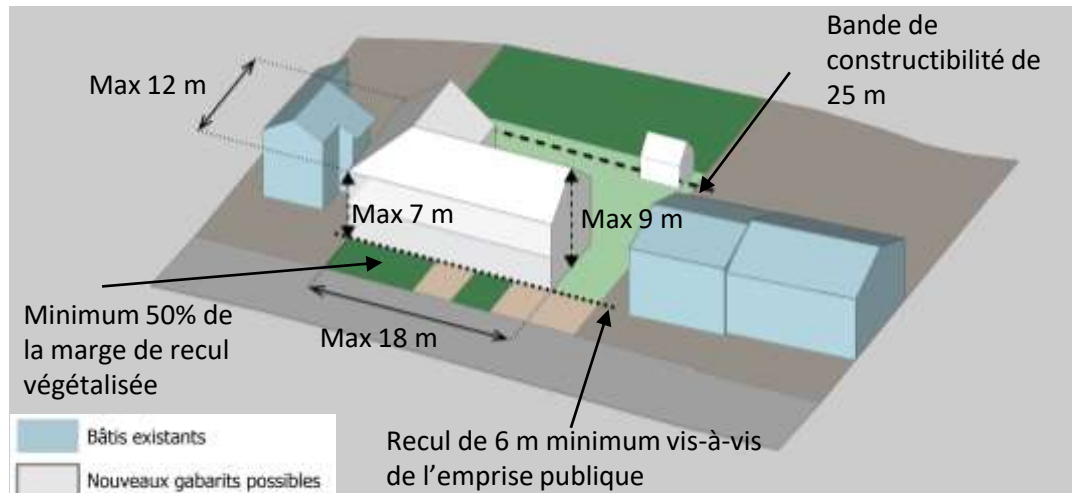 Bande de
constructibilité de
25 m
Max 12 m
Max 7 m
Max 9 m
Minimum 50% de
la marge de recul
végétalisée
Max 18 m
Recul de 6 m minimum vis-à-vis
de l’emprise publique
Bâtis existants
Nouveaux gabarits possibles